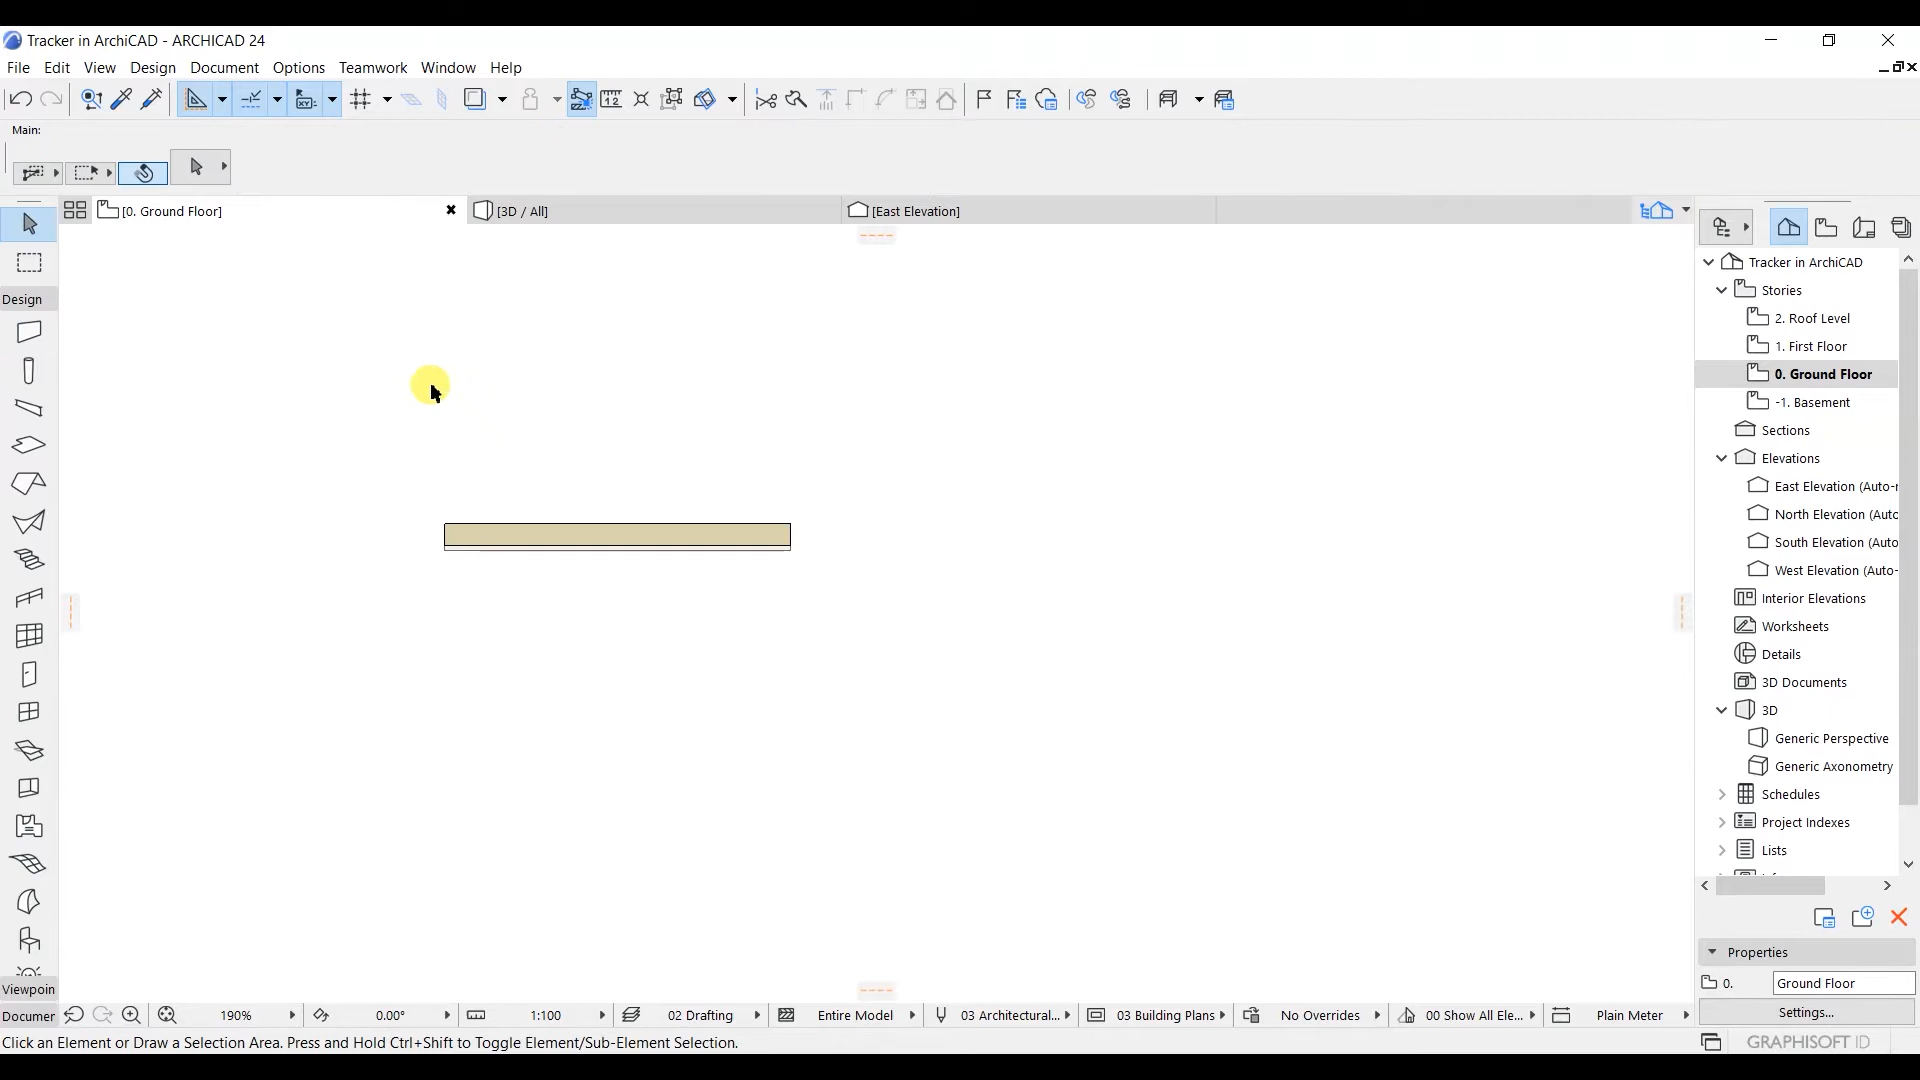 Tracker in ArchiCAD - ARCHICAD 24
File Edit View Design Document Options Teamwork Window Help
Main:
[0. Ground Floor] [3D / All] [East Elevation]
Design
Tracker in ArchiCAD
Stories
2. Roof Level
1. First Floor
0. Ground Floor
-1. Basement
Sections
Elevations
East Elevation (Auto-r
North Elevation (Auto
South Elevation (Auto
West Elevation (Auto-
Interior Elevations
Worksheets
Details
3D Documents
3D
Generic Perspective
Generic Axonometry
Schedules
Project Indexes
Lists
Properties
0. Ground Floor
Settings...
Viewpoin
Documer
190% 0.00° 1:100 02 Drafting Entire Model 03 Architectural... 03 Building Plans No Overrides 00 Show All Ele... Plain Meter
Click an Element or Draw a Selection Area. Press and Hold Ctrl+Shift to Toggle Element/Sub-Element Selection.
GRAPHISOFT ID